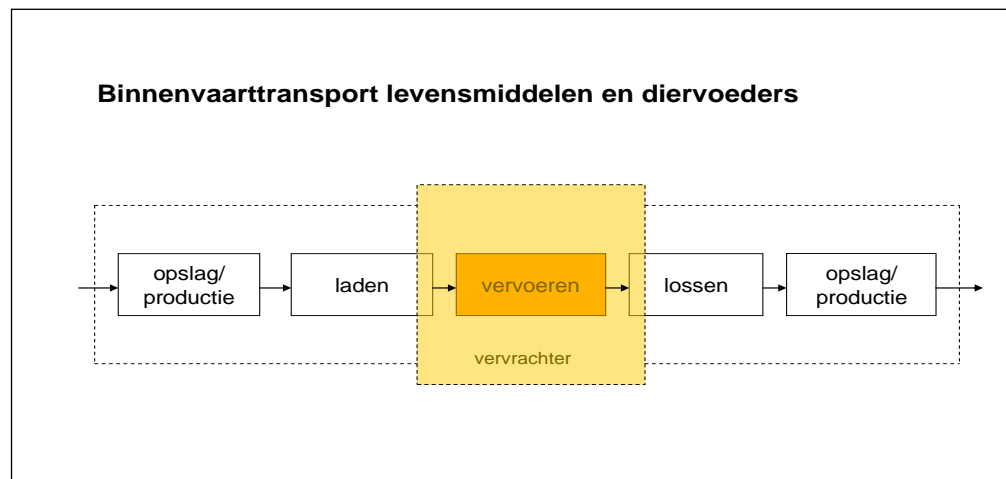 Binnenvaarttransport levensmiddelen en diervoeders
opslag/
productie
laden
vervoeren
lossen
opslag/
productie
vervrachter